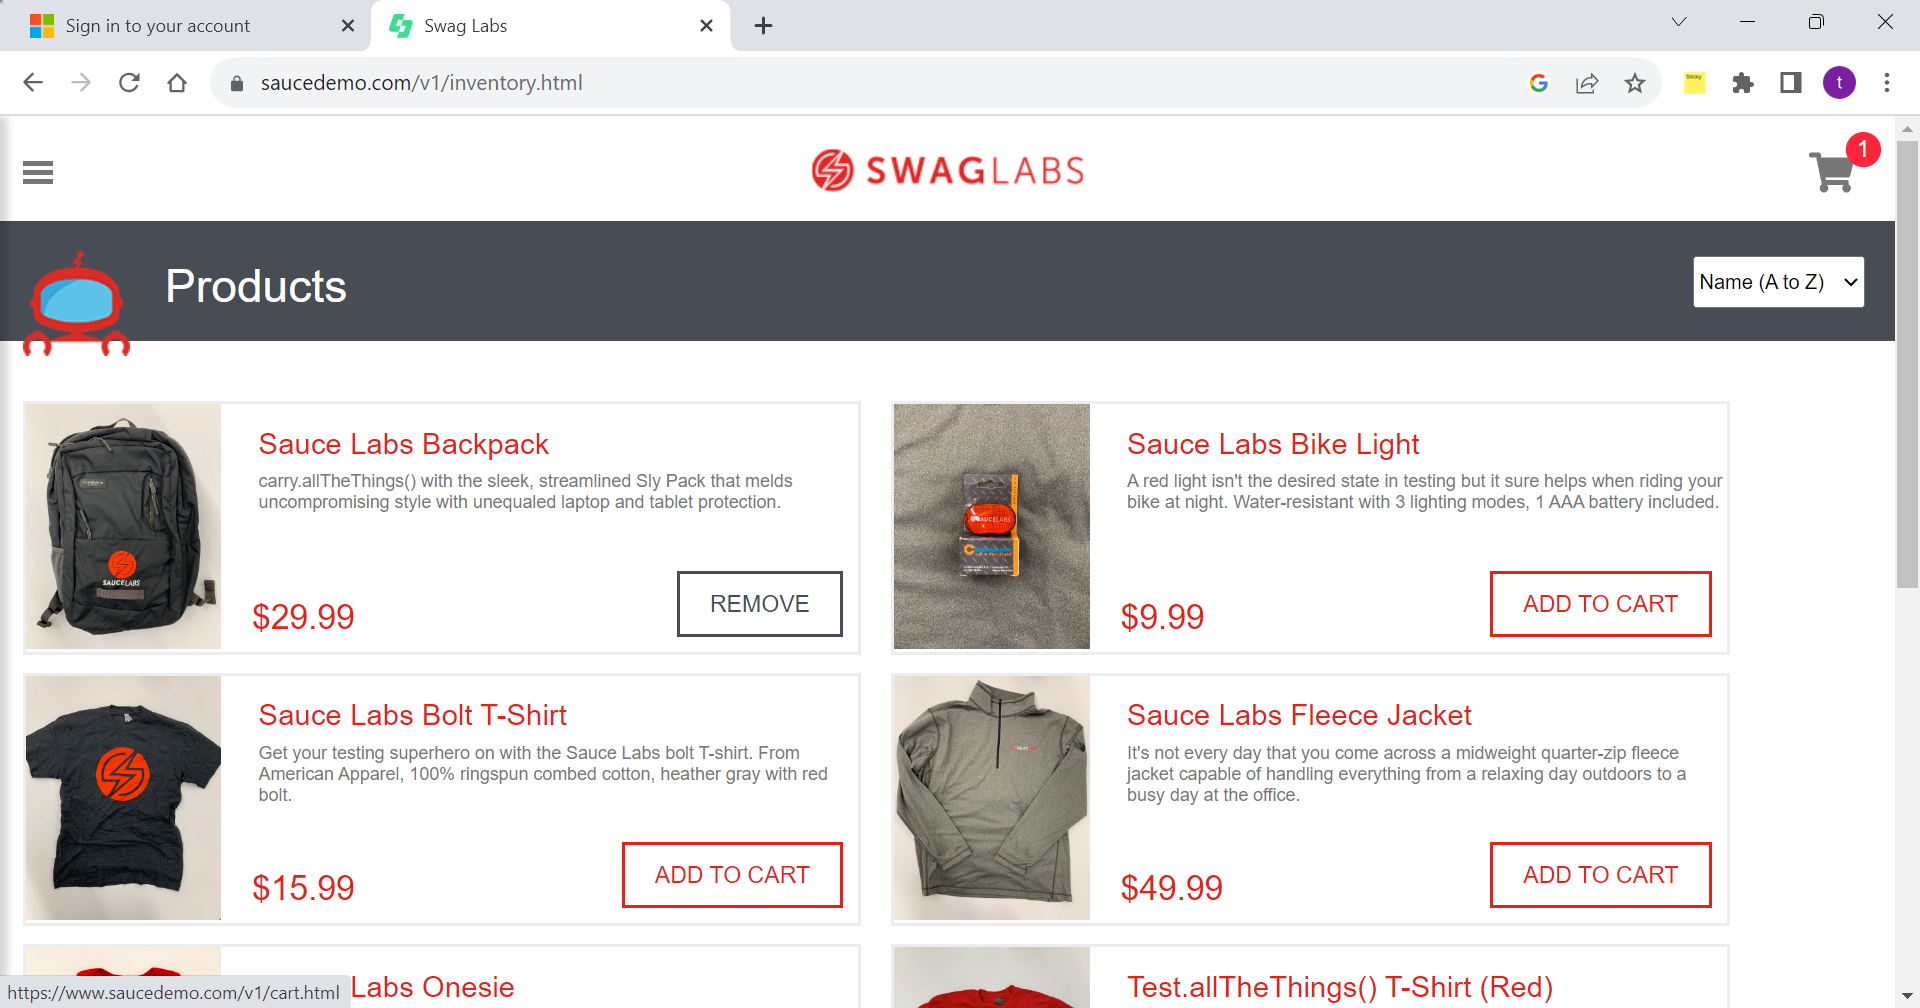 Sign in to your account
Swag Labs
saucedemo.com/v1/inventory.html
Sticky
t
SWAGLABS
1
Products
Name (A to Z)
Sauce Labs Backpack
carry.allTheThings() with the sleek, streamlined Sly Pack that melds
uncompromising style with unequaled laptop and tablet protection.
SAUCELABS
$29.99
REMOVE
Sauce Labs Bike Light
A red light isn't the desired state in testing but it sure helps when riding your
bike at night. Water-resistant with 3 lighting modes, 1 AAA battery included.
SAUCELABS
$9.99
ADD TO CART
Sauce Labs Bolt T-Shirt
Get your testing superhero on with the Sauce Labs bolt T-shirt. From
American Apparel, 100% ringspun combed cotton, heather gray with red
bolt.
$15.99
ADD TO CART
Sauce Labs Fleece Jacket
It's not every day that you come across a midweight quarter-zip fleece
jacket capable of handling everything from a relaxing day outdoors to a
busy day at the office.
$49.99
ADD TO CART
Labs Onesie
Test.allTheThings() T-Shirt (Red)
https://www.saucedemo.com/v1/cart.html